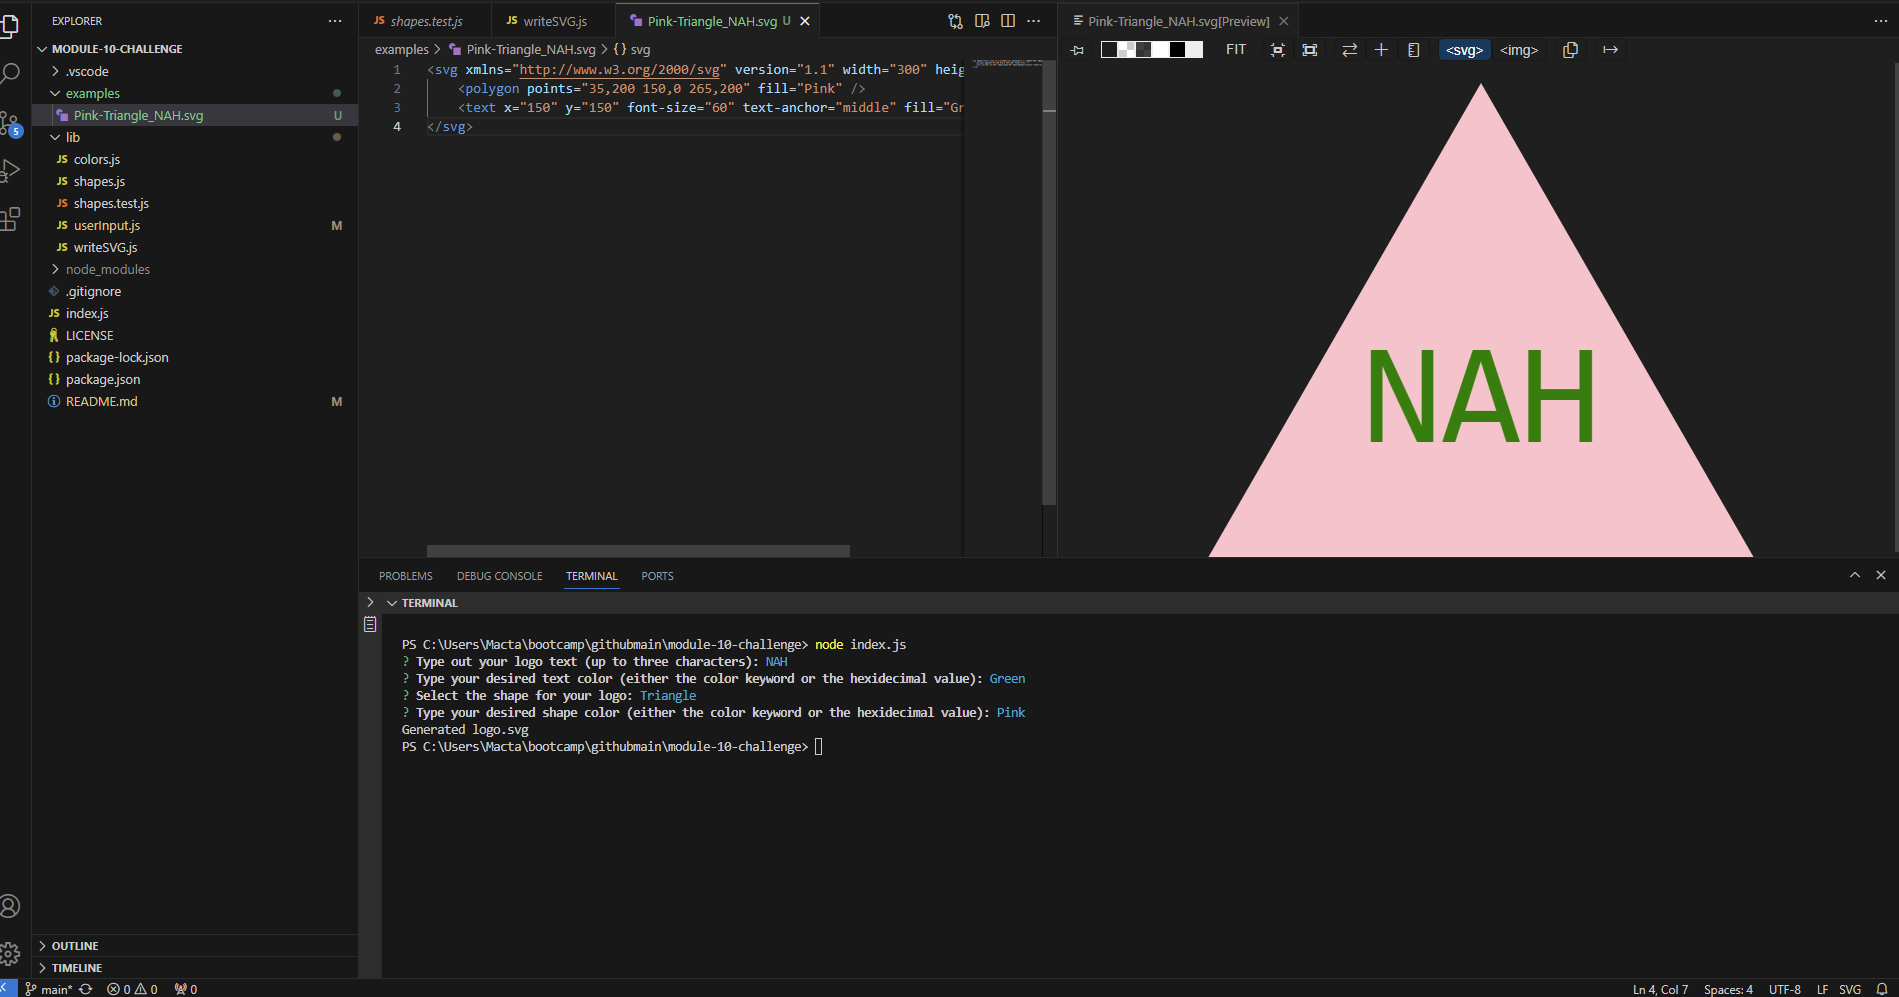 EXPLORER
MODULE-10-CHALLENGE
.vscode
examples
Pink-Triangle_NAH.svg U
lib
JS colors.js
JS shapes.js
JS shapes.test.js
JS userInput.js M
JS writeSVG.js
node_modules
.gitignore
JS index.js
LICENSE
{} package-lock.json
{} package.json
README.md M
5
OUTLINE
TIMELINE
JS shapes.test.js
JS writeSVG.js
Pink-Triangle_NAH.svg U
examples > Pink-Triangle_NAH.svg > {} svg
1 <svg xmlns="http://www.w3.org/2000/svg" version="1.1" width="300" heig
2 <polygon points="35,200 150,0 265,200" fill="Pink" />
3 <text x="150" y="150" font-size="60" text-anchor="middle" fill="Gr
4 </svg>
Pink-Triangle_NAH.svg[Preview]
FIT
<svg> <img>
NAH
PROBLEMS DEBUG CONSOLE TERMINAL PORTS
TERMINAL
PS C:\Users\Macta\bootcamp\githubmain\module-10-challenge> node index.js
? Type out your logo text (up to three characters): NAH
? Type your desired text color (either the color keyword or the hexidecimal value): Green
? Select the shape for your logo: Triangle
? Type your desired shape color (either the color keyword or the hexidecimal value): Pink
Generated logo.svg
PS C:\Users\Macta\bootcamp\githubmain\module-10-challenge>
main* 0 0 0
Ln 4, Col 7 Spaces: 4 UTF-8 LF SVG